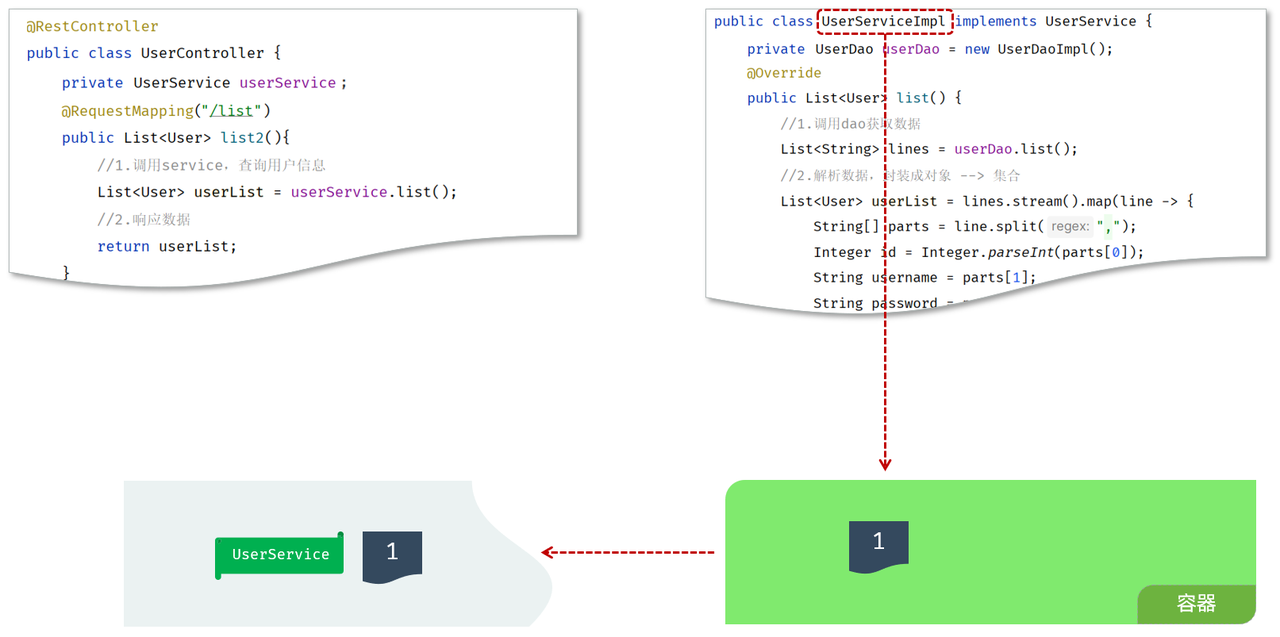 @RestController
public class UserController {
private UserService userService;
@RequestMapping("/list")
public List<User> list2(){
//1.调用service，查询用户信息
List<User> userList = userService.list();
//2.响应数据
return userList;
}
public class UserServiceImpl implements UserService {
private UserDao userDao = new UserDaoImpl();
@Override
public List<User> list() {
//1.调用dao获取数据
List<String> lines = userDao.list();
//2.解析数据，封装成对象 --> 集合
List<User> userList = lines.stream().map(line -> {
String[] parts = line.split( regex: ",");
Integer id = Integer.parseInt(parts[0]);
String username = parts[1];
String password =
UserService
1
1
容器